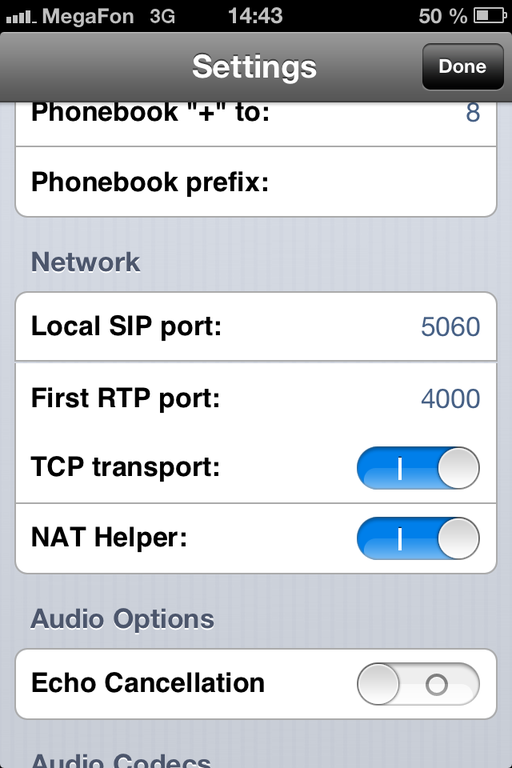 MegaFon 3G 14:43 50 %
Settings Done
Phonebook "+" to: 8
Phonebook prefix:
Network
Local SIP port: 5060
First RTP port: 4000
TCP transport:
NAT Helper:
Audio Options
Echo Cancellation
Audio Codecs